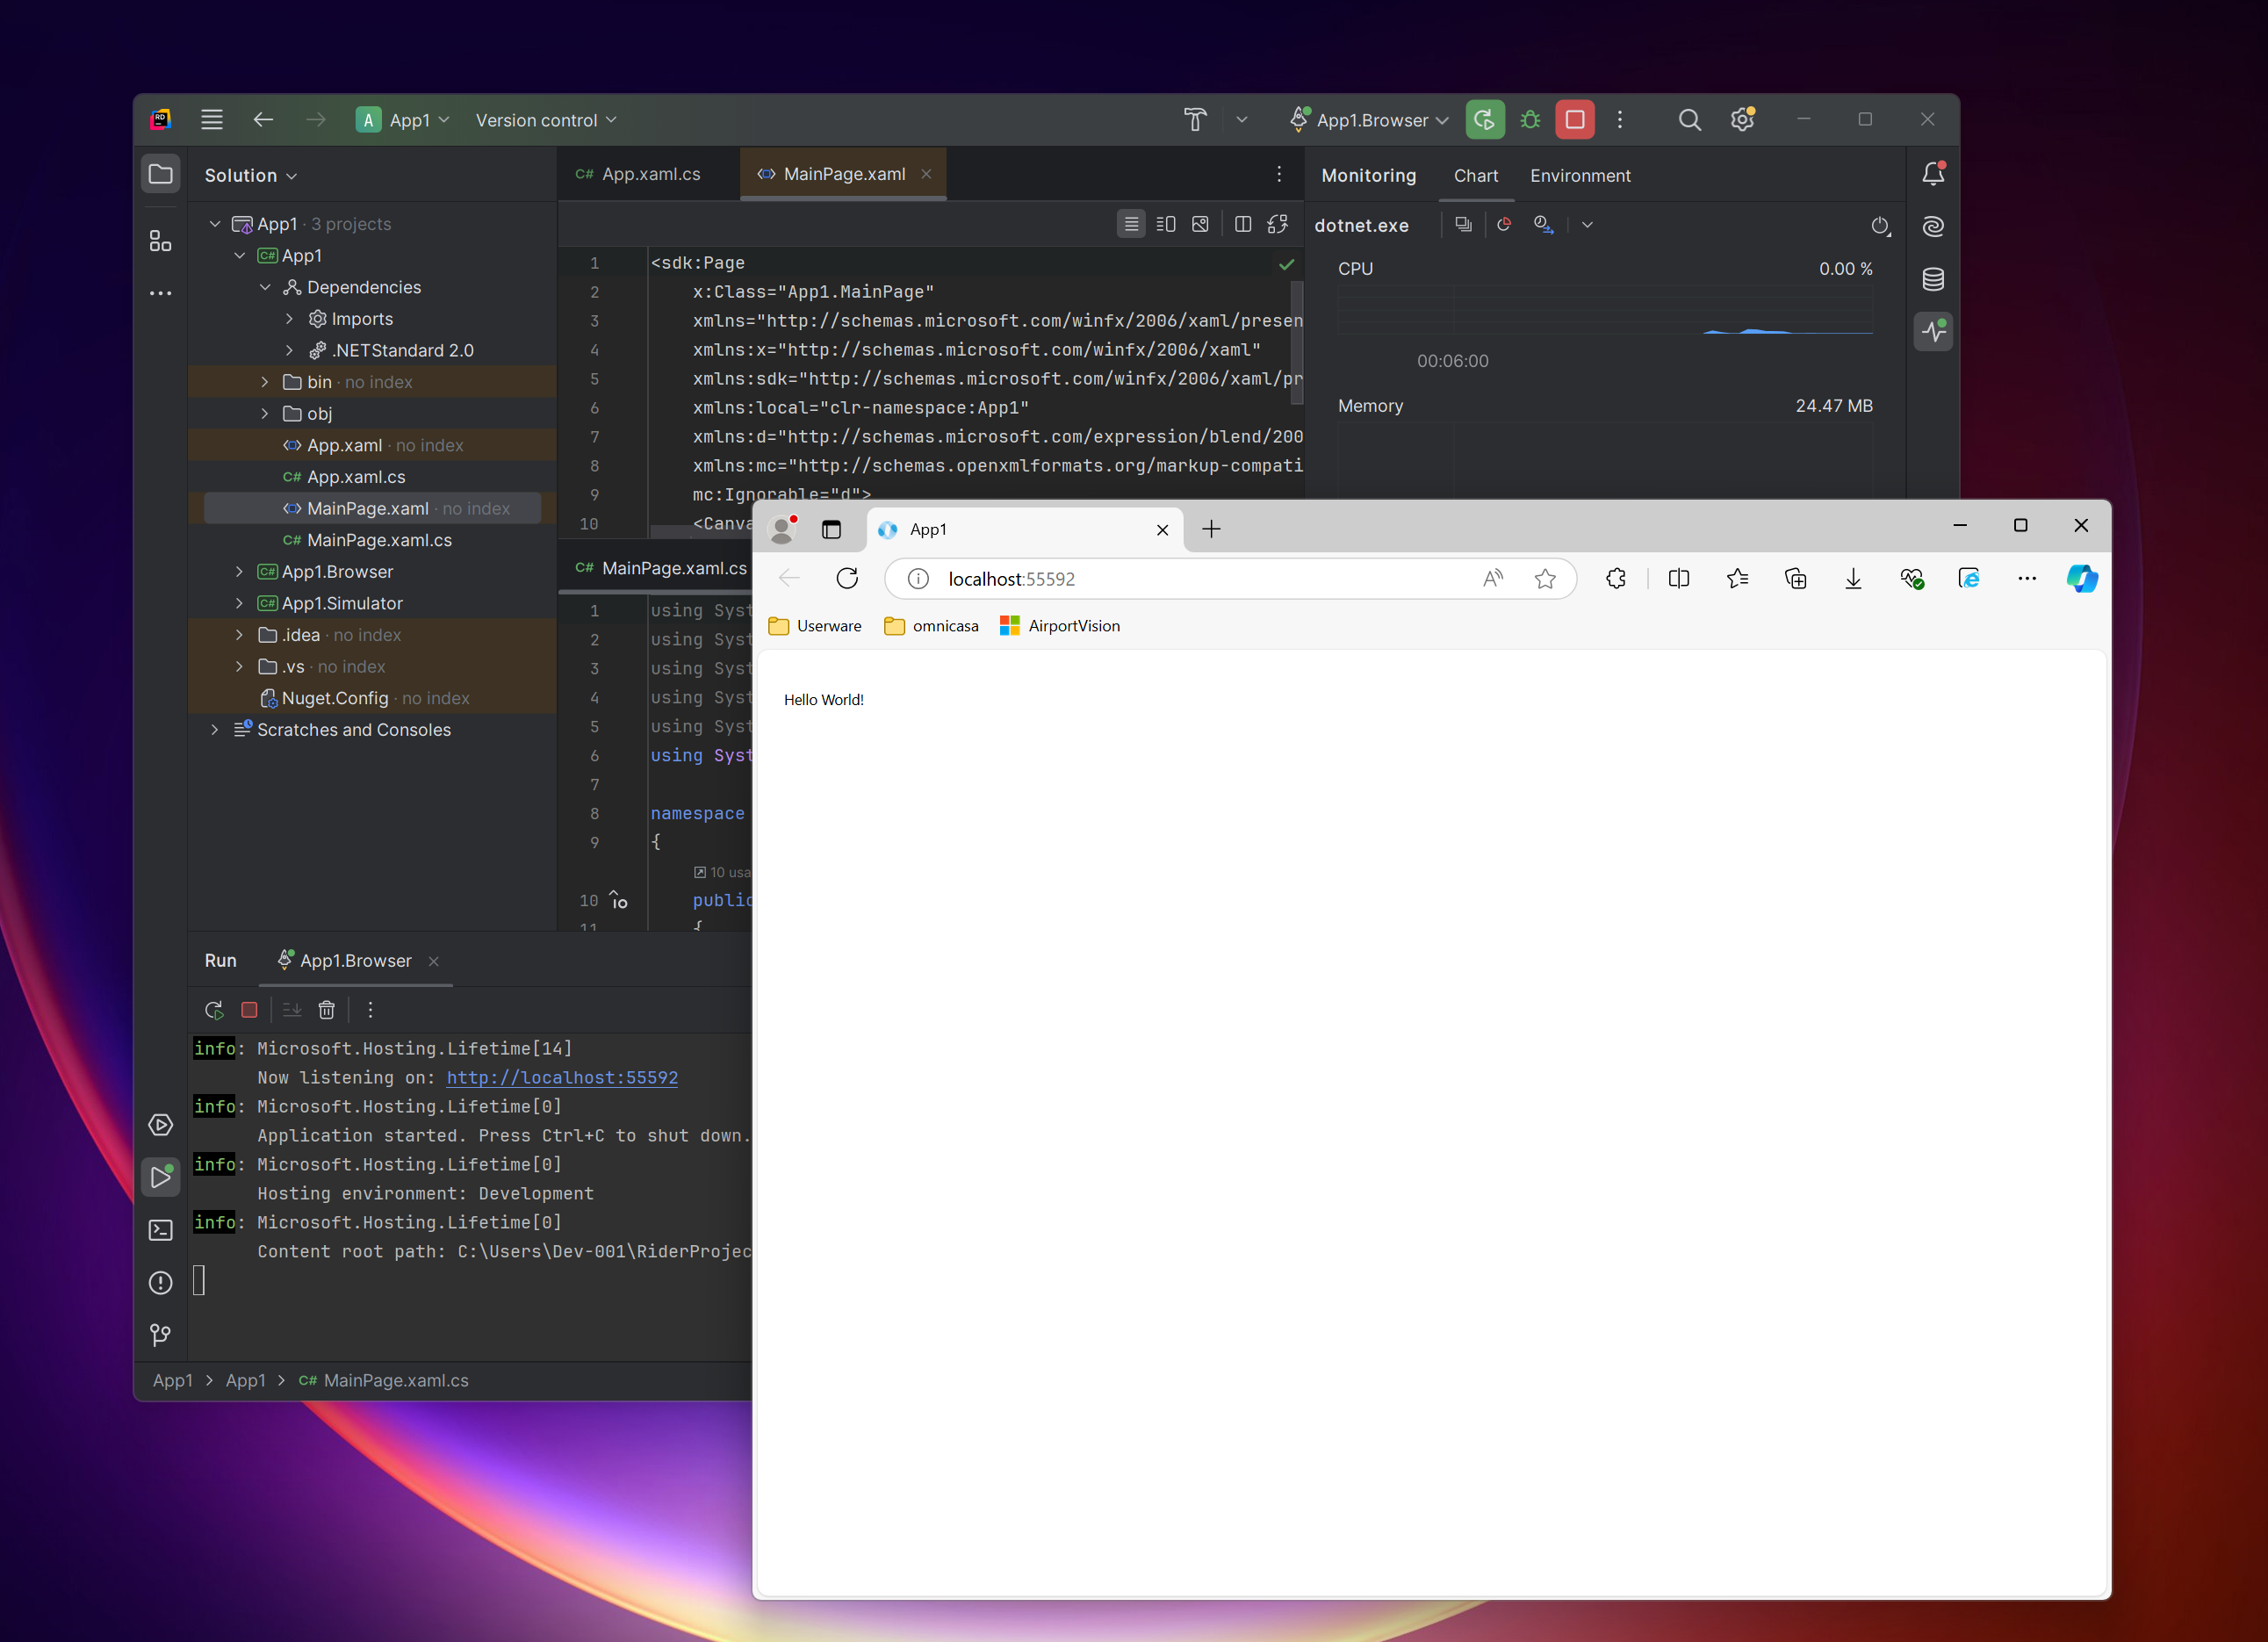 RD
A App1
Version control
App1.Browser
Solution
App1 · 3 projects
C# App1
Dependencies
Imports
.NETStandard 2.0
bin · no index
obj
App.xaml · no index
C# App.xaml.cs
MainPage.xaml · no index
C# MainPage.xaml.cs
C# App1.Browser
C# App1.Simulator
.idea · no index
.vs · no index
Nuget.Config · no index
Scratches and Consoles
C# App.xaml.cs
MainPage.xaml
1 <sdk:Page
2 x:Class="App1.MainPage"
3 xmlns="http://schemas.microsoft.com/winfx/2006/xaml/presen
4 xmlns:x="http://schemas.microsoft.com/winfx/2006/xaml"
5 xmlns:sdk="http://schemas.microsoft.com/winfx/2006/xaml/pr
6 xmlns:local="clr-namespace:App1"
7 xmlns:d="http://schemas.microsoft.com/expression/blend/200
8 xmlns:mc="http://schemas.openxmlformats.org/markup-compati
9 mc:Ignorable="d">
10 <Canva
C# MainPage.xaml.cs
1 using Syst
2 using Syst
3 using Syst
4 using Syst
5 using Syst
6 using Syst
7
8 namespace
9 {
10 usa
10 public
11 {
Monitoring
Chart
Environment
dotnet.exe
CPU
0.00 %
00:06:00
Memory
24.47 MB
Run
App1.Browser
info: Microsoft.Hosting.Lifetime[14]
Now listening on: http://localhost:55592
info: Microsoft.Hosting.Lifetime[0]
Application started. Press Ctrl+C to shut down.
info: Microsoft.Hosting.Lifetime[0]
Hosting environment: Development
info: Microsoft.Hosting.Lifetime[0]
Content root path: C:\Users\Dev-001\RiderProjec
App1 > App1 > C# MainPage.xaml.cs
App1
localhost:55592
Userware
omnicasa
AirportVision
Hello World!